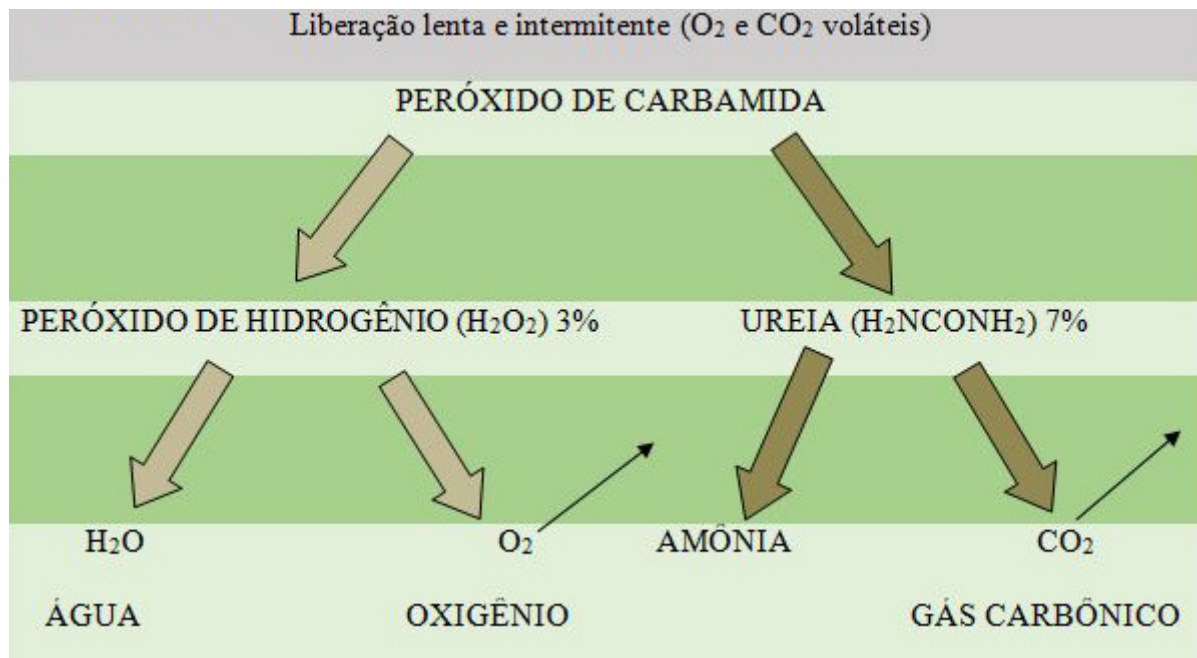 Liberação lenta e intermitente (O₂ e CO₂ voláteis)
PERÓXIDO DE CARBAMIDA
PERÓXIDO DE HIDROGÊNIO (H₂O₂) 3% UREIA (H₂NCONH₂) 7%
H₂O O₂ AMÔNIA CO₂
ÁGUA OXIGÊNIO GÁS CARBÔNICO